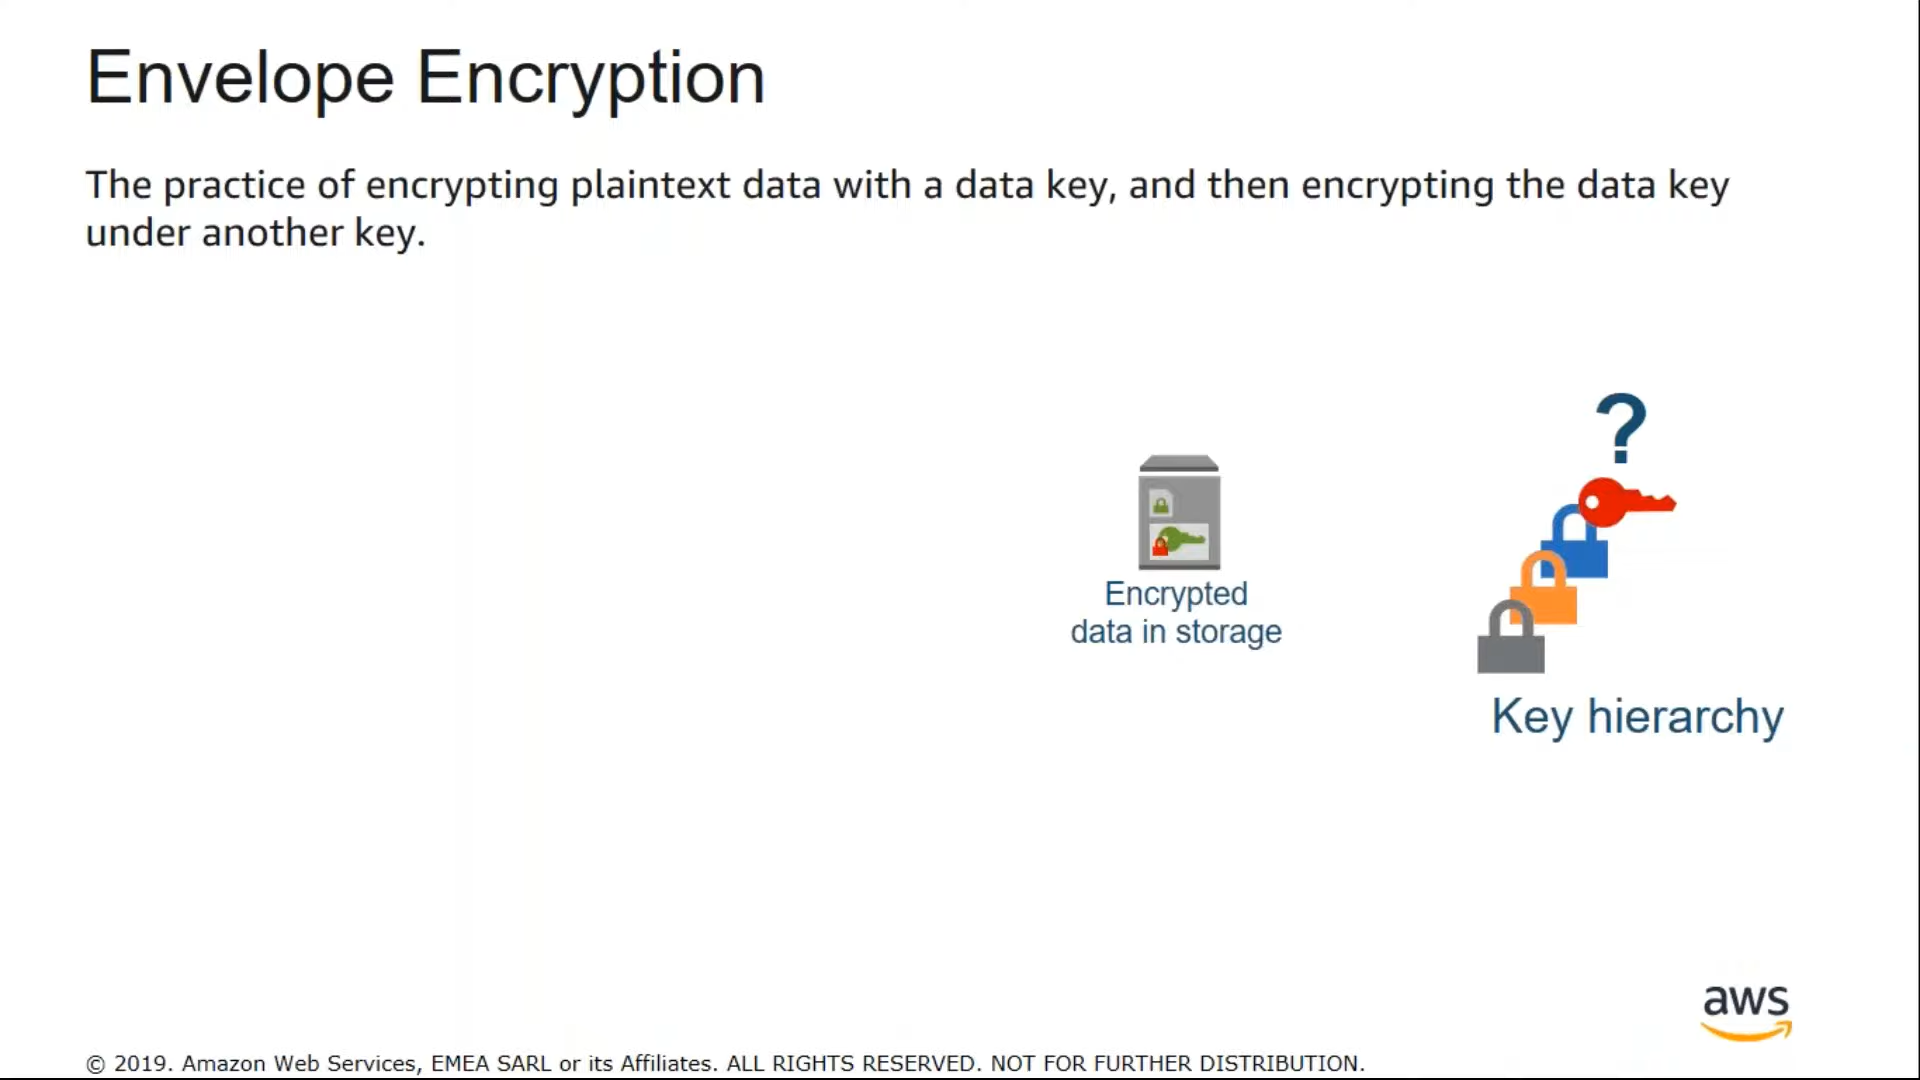 Envelope Encryption
The practice of encrypting plaintext data with a data key, and then encrypting the data key
under another key.
?
Encrypted
data in storage
Key hierarchy
aws
© 2019. Amazon Web Services, EMEA SARL or its Affiliates. ALL RIGHTS RESERVED. NOT FOR FURTHER DISTRIBUTION.